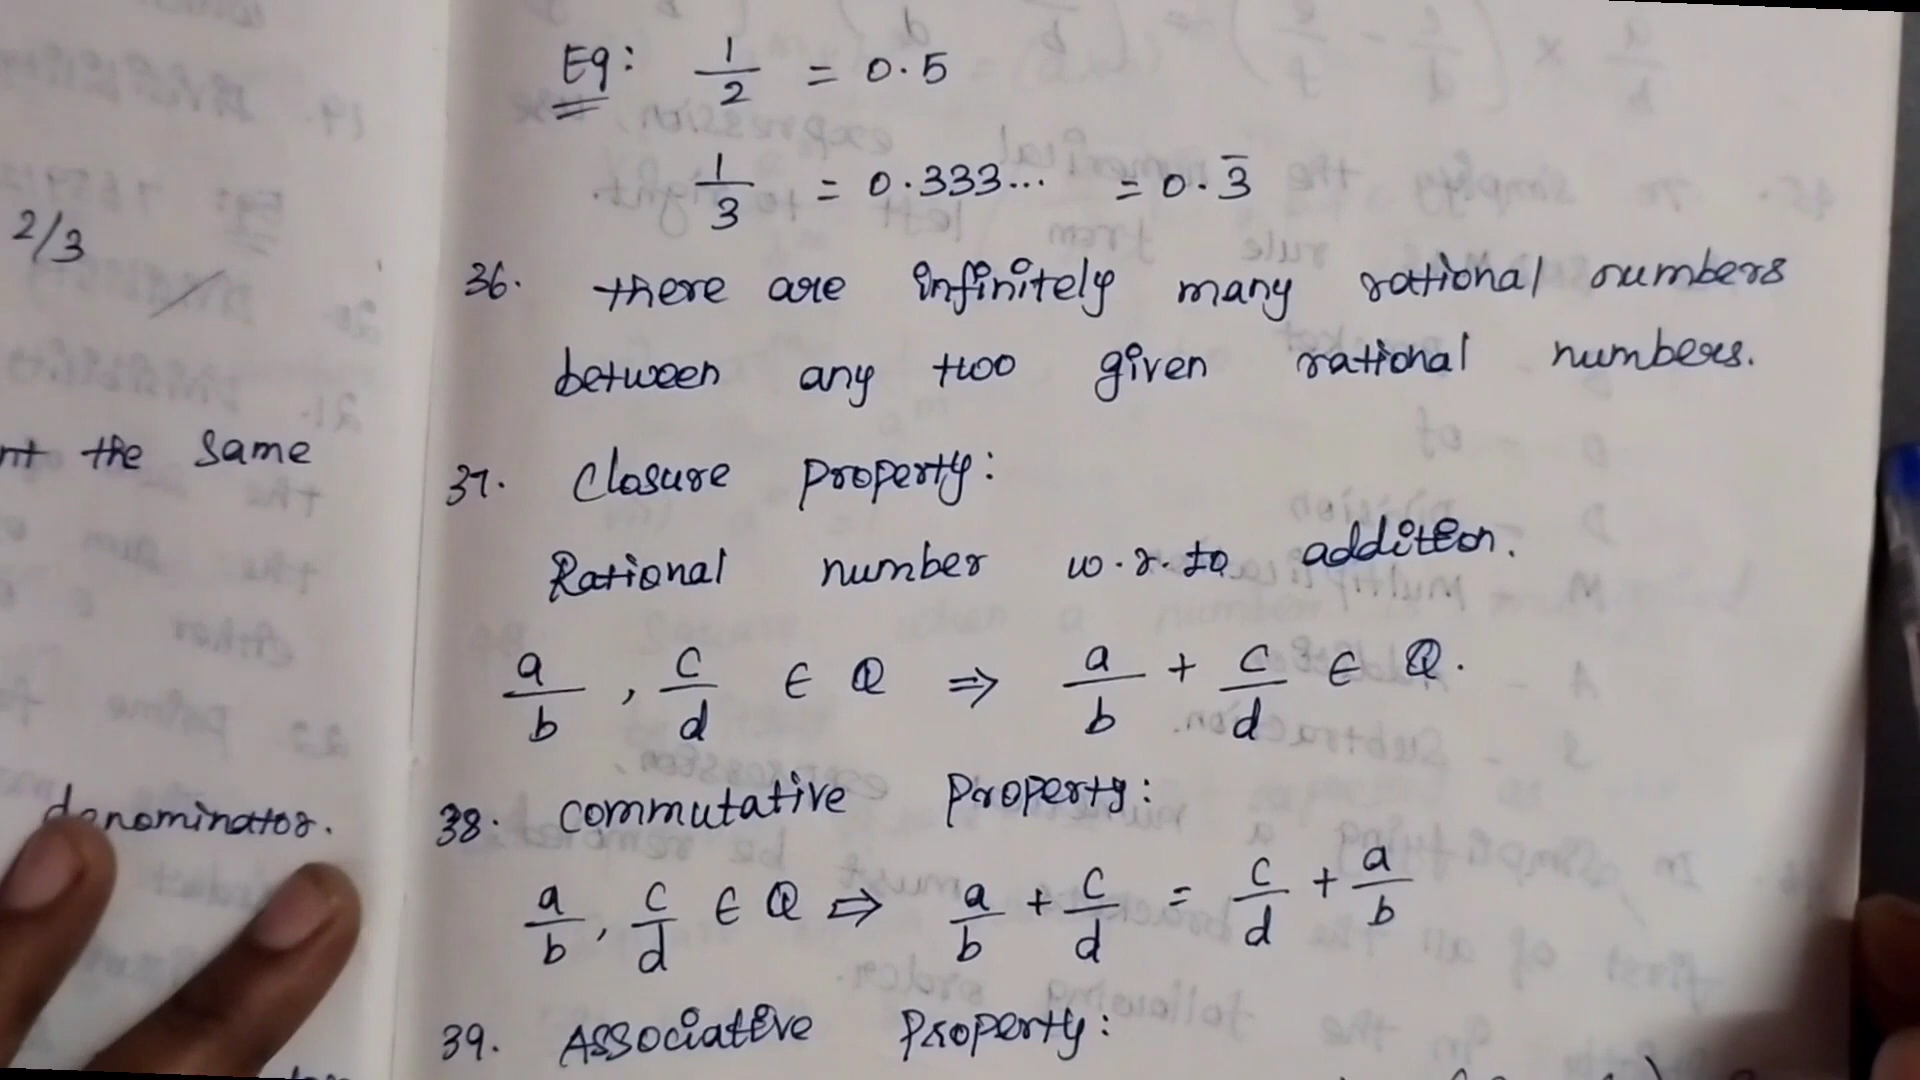 2/3
nt the same
denominator.
Eg: 1/2 = 0.5
1/3 = 0.333... = 0.3̅
36. There are infinitely many rational numbers
between any two given rational numbers.
37. Closure property:
Rational number w.r.to addition.
a/b, c/d ∈ Q ⇒ a/b + c/d ∈ Q.
38. commutative Property:
a/b, c/d ∈ Q ⇒ a/b + c/d = c/d + a/b
39. Associative Property: